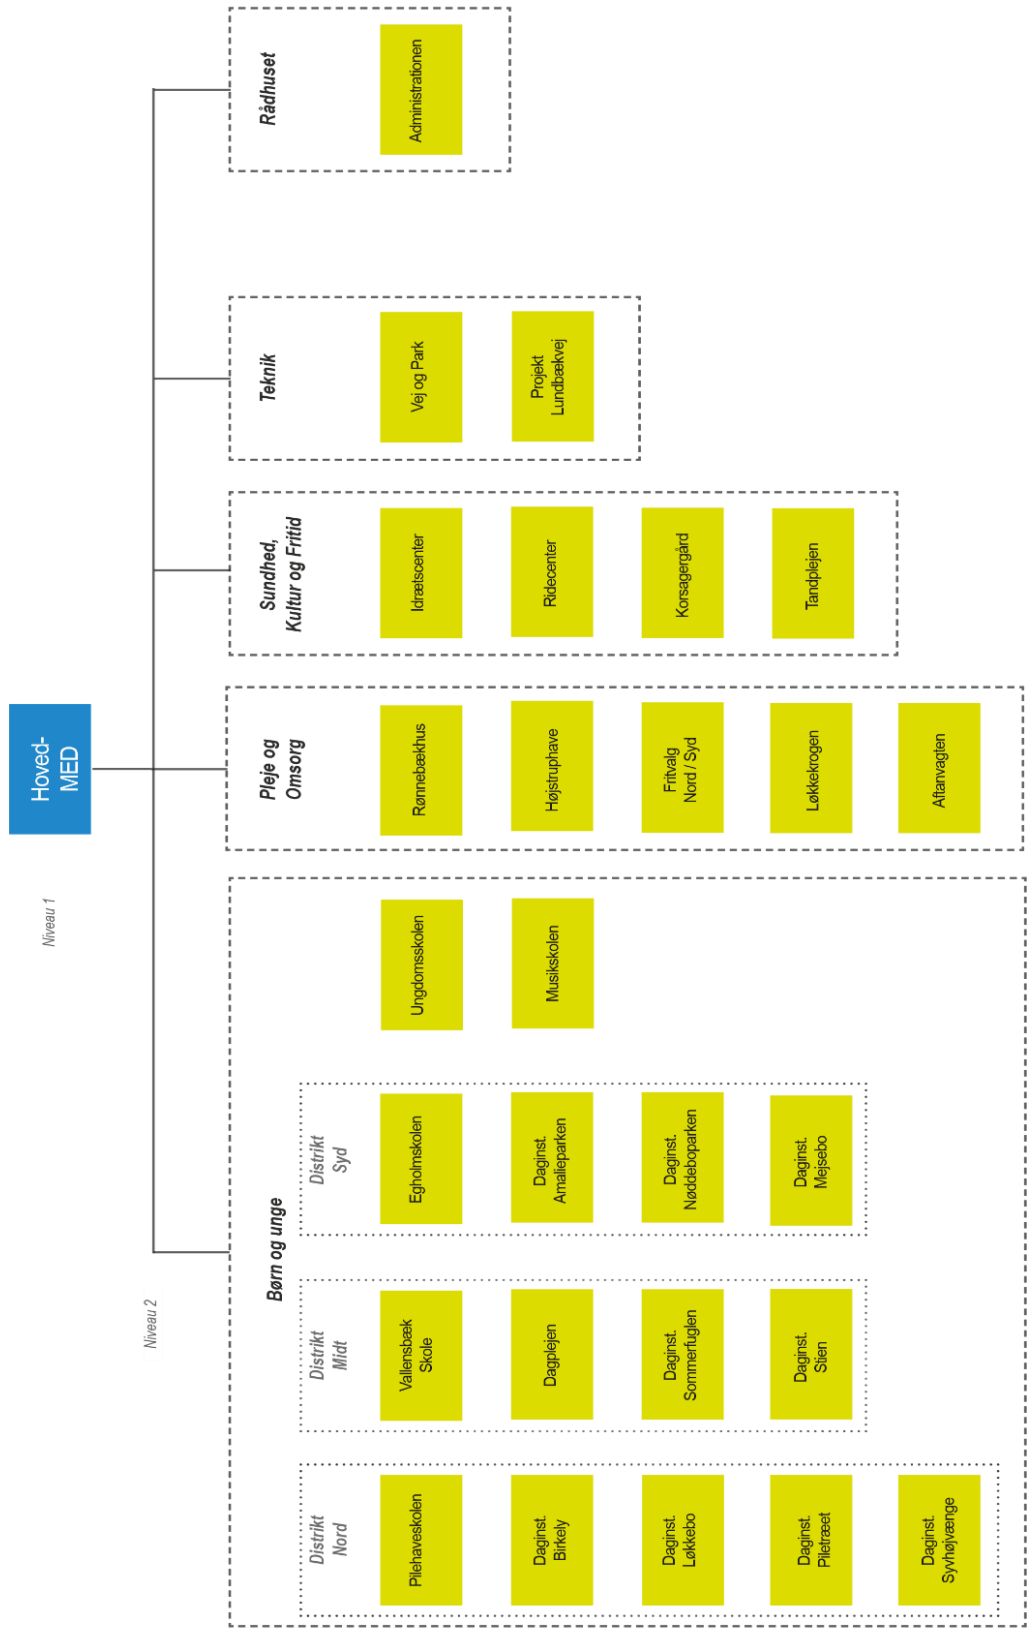 Hoved-
MED
Niveau 1
Niveau 2
Børn og unge
Distrikt
Nord
Pilehaveskolen
Daginst.
Birkely
Daginst.
Løkkebo
Daginst.
Piletræet
Daginst.
Syvhøjvænge
Distrikt
Midt
Vallensbæk
Skole
Dagplejen
Daginst.
Sommerfuglen
Daginst.
Stien
Distrikt
Syd
Egholmskolen
Daginst.
Amalieparken
Daginst.
Nøddeboparken
Daginst.
Mejsebo
Ungdomsskolen
Musikskolen
Pleje og
Omsorg
Rønnebækhus
Højstruphave
Fritvalg
Nord / Syd
Løkkekrogen
Aftanvagten
Sundhed,
Kultur og Fritid
Idrætscenter
Ridecenter
Korsagergård
Tandplejen
Teknik
Vej og Park
Projekt
Lundbækvej
Rådhuset
Administrationen